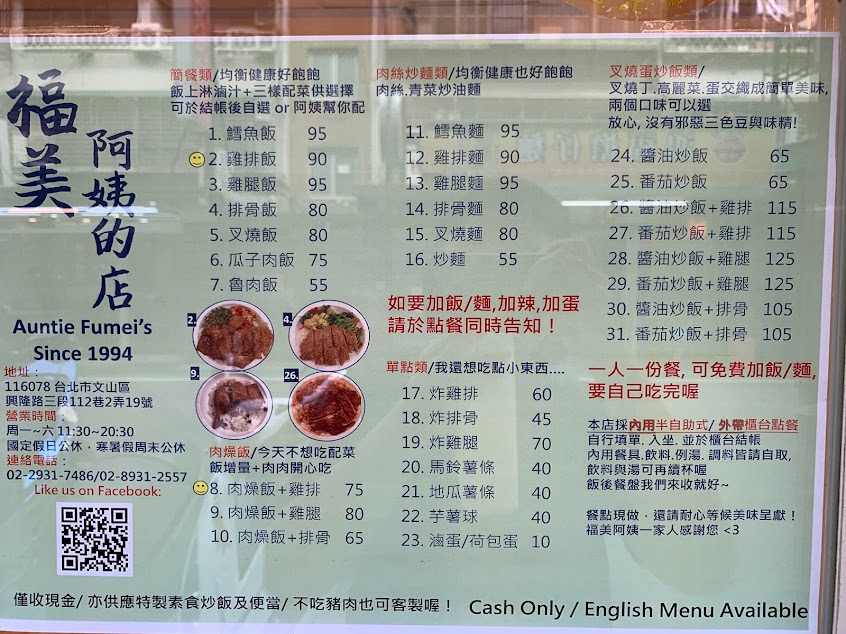 福美
阿姨的店
Auntie Fumei's
Since 1994
地址：
116078 台北市文山區
興隆路三段112巷2弄19號
營業時間：
周一~六 11:30~20:30
國定假日公休，寒暑假周末公休
連絡電話：
02-2931-7486/02-8931-2557
Like us on Facebook:
簡餐類/均衡健康好飽飽
飯上淋滷汁+三樣配菜供選擇
可於結帳後自選 or 阿姨幫你配
1. 鱈魚飯 95
2. 雞排飯 90
3. 雞腿飯 95
4. 排骨飯 80
5. 叉燒飯 80
6. 瓜子肉飯 75
7. 魯肉飯 55
2.
4.
9.
26.
肉燥飯/今天不想吃配菜
飯增量+肉肉開心吃
8. 肉燥飯+雞排 75
9. 肉燥飯+雞腿 80
10. 肉燥飯+排骨 65
肉絲炒麵類/均衡健康也好飽飽
肉絲.青菜炒油麵
11. 鱈魚麵 95
12. 雞排麵 90
13. 雞腿麵 95
14. 排骨麵 80
15. 叉燒麵 80
16. 炒麵 55
如要加飯/麵,加辣,加蛋
請於點餐同時告知！
單點類/我還想吃點小東西....
17. 炸雞排 60
18. 炸排骨 45
19. 炸雞腿 70
20. 馬鈴薯條 40
21. 地瓜薯條 40
22. 芋薯球 40
23. 滷蛋/荷包蛋 10
叉燒蛋炒飯類/
叉燒丁.高麗菜.蛋交織成簡單美味,
兩個口味可以選
放心, 沒有邪惡三色豆與味精!
24. 醬油炒飯 65
25. 番茄炒飯 65
26. 醬油炒飯+雞排 115
27. 番茄炒飯+雞排 115
28. 醬油炒飯+雞腿 125
29. 番茄炒飯+雞腿 125
30. 醬油炒飯+排骨 105
31. 番茄炒飯+排骨 105
一人一份餐, 可免費加飯/麵,
要自己吃完喔
本店採內用半自助式/ 外帶櫃台點餐
自行填單. 入坐. 並於櫃台結帳
內用餐具.飲料.例湯. 調料皆請自取,
飲料與湯可再續杯喔
飯後餐盤我們來收就好~
餐點現做，還請耐心等候美味呈獻！
福美阿姨一家人感謝您 <3
僅收現金/ 亦供應特製素食炒飯及便當/ 不吃豬肉也可客製喔！ Cash Only / English Menu Available